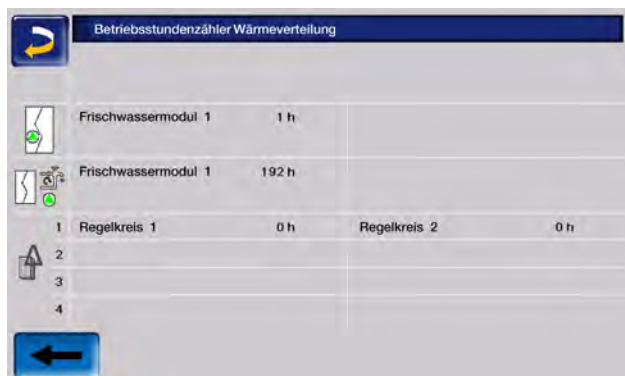 Betriebsstundenzähler Wärmeverteilung
Frischwassermodul 1 1 h
Frischwassermodul 1 192 h
1 Regelkreis 1 0 h Regelkreis 2 0 h
2
3
4